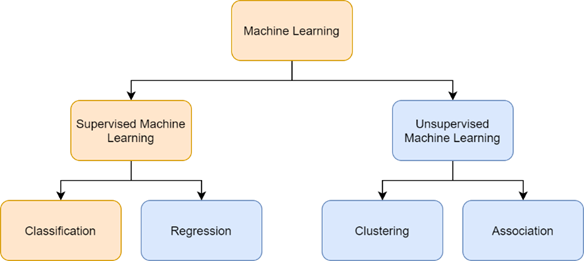 Machine Learning
Supervised Machine
Learning
Unsupervised
Machine Learning
Classification
Regression
Clustering
Association